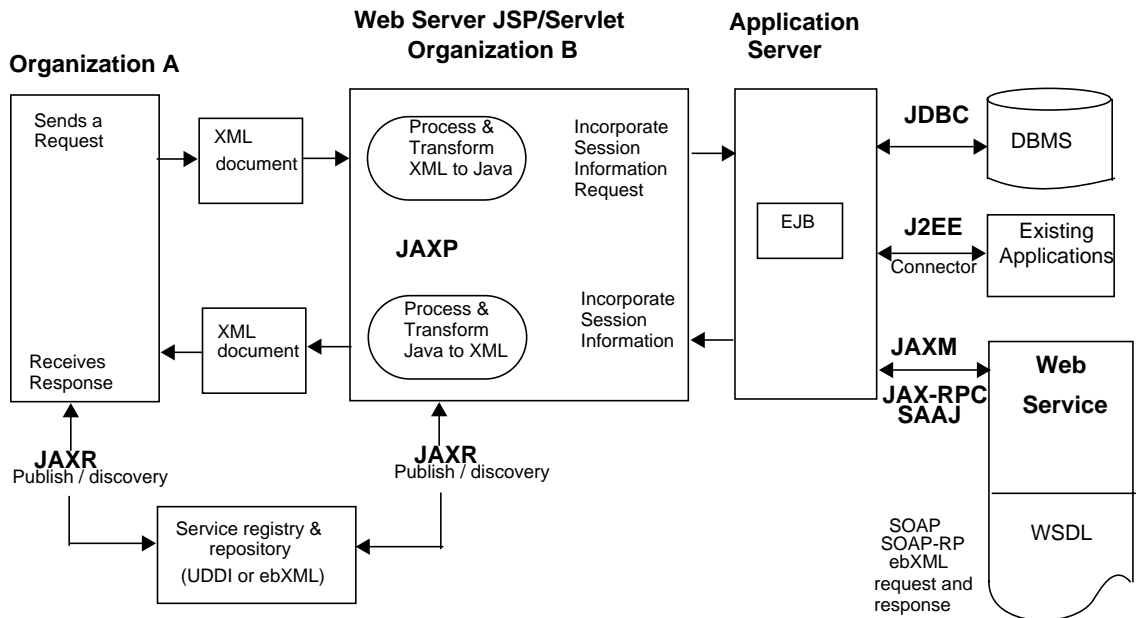 Web Server JSP/Servlet
Organization B
Application
Server
Organization A
Sends a
Request
XML
document
Process &
Transform
XML to Java
Incorporate
Session
Information
Request
JDBC
DBMS
EJB
J2EE
Connector
Existing
Applications
JAXP
XML
document
Process &
Transform
Java to XML
Incorporate
Session
Information
Receives
Response
JAXM
JAX-RPC
SAAJ
Web
Service
JAXR
Publish / discovery
JAXR
Publish / discovery
Service registry &
repository
(UDDI or ebXML)
SOAP
SOAP-RP
ebXML
request and
response
WSDL